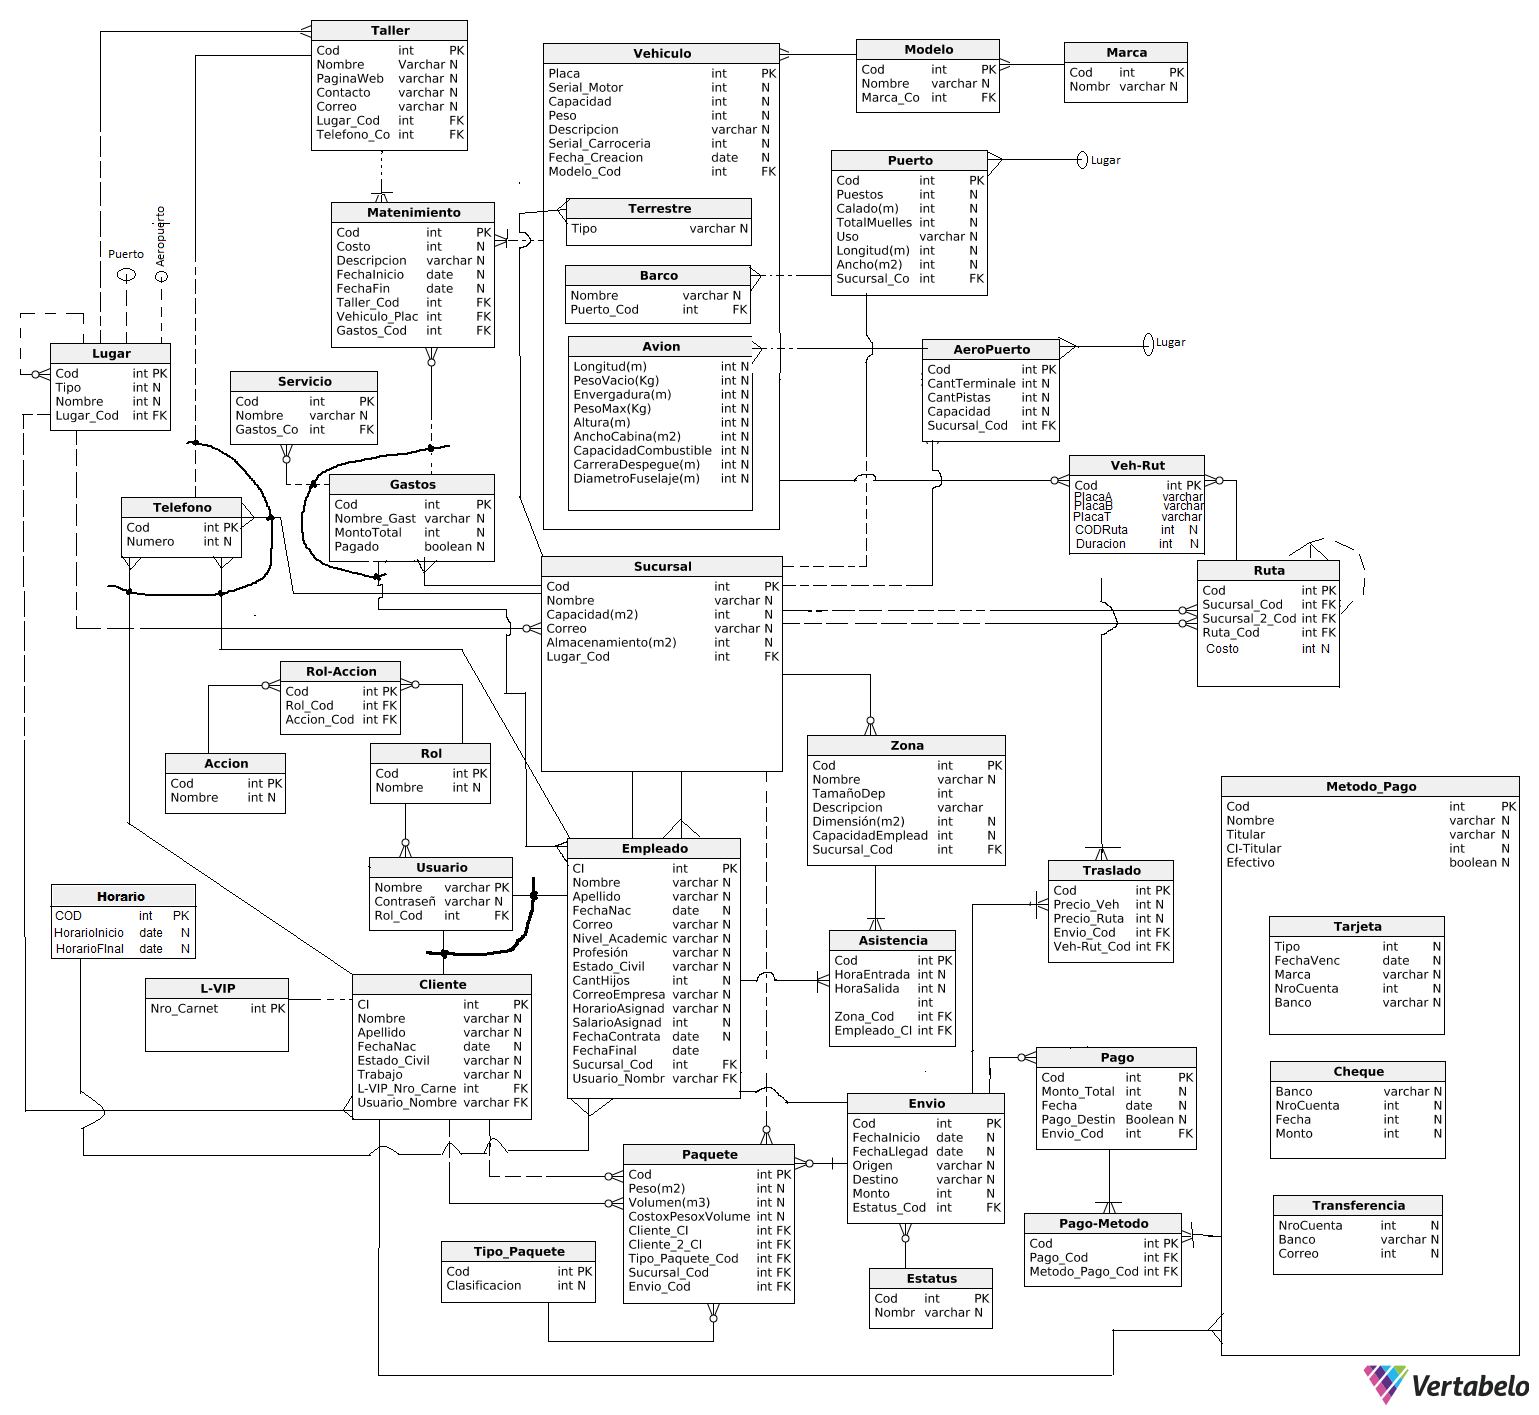 Taller
Cod int PK
Nombre Varchar N
PaginaWeb varchar N
Contacto varchar N
Correo varchar N
Lugar_Cod int FK
Telefono_Co int FK
Vehiculo
Placa int PK
Serial_Motor int N
Capacidad int N
Peso int N
Descripcion varchar N
Serial_Carroceria int N
Fecha_Creacion date N
Modelo_Cod int FK
Terrestre
Tipo varchar N
Barco
Nombre varchar N
Puerto_Cod int FK
Avion
Longitud(m) int N
PesoVacio(Kg) int N
Envergadura(m) int N
PesoMax(Kg) int N
Altura(m) int N
AnchoCabina(m2) int N
CapacidadCombustible int N
CarreraDespegue(m) int N
DiametroFuselaje(m) int N
Modelo
Cod int PK
Nombre varchar N
Marca_Co int FK
Marca
Cod int PK
Nombr varchar N
Puerto
Cod int PK
Puestos int N
Calado(m) int N
TotalMuelles int N
Uso varchar N
Longitud(m) int N
Ancho(m2) int N
Sucursal_Co int FK
Lugar
AeroPuerto
Cod int PK
CantTerminale int N
CantPistas int N
Capacidad int N
Sucursal_Cod int FK
Lugar
Matenimiento
Cod int PK
Costo int N
Descripcion varchar N
FechaInicio date N
FechaFin date N
Taller_Cod int FK
Vehiculo_Plac int FK
Gastos_Cod int FK
Puerto
Aeropuerto
Lugar
Cod int PK
Tipo int N
Nombre int N
Lugar_Cod int FK
Servicio
Cod int PK
Nombre varchar N
Gastos_Co int FK
Telefono
Cod int PK
Numero int N
Gastos
Cod int PK
Nombre_Gast varchar N
MontoTotal int N
Pagado boolean N
Veh-Rut
Cod int PK
PlacaA varchar
PlacaB varchar
PlacaT varchar
CODRuta int N
Duracion int N
Ruta
Cod int PK
Sucursal_Cod int FK
Sucursal_2_Cod int FK
Ruta_Cod int FK
Costo int N
Sucursal
Cod int PK
Nombre varchar N
Capacidad(m2) int N
Correo varchar N
Almacenamiento(m2) int N
Lugar_Cod int FK
Rol-Accion
Cod int PK
Rol_Cod int FK
Accion_Cod int FK
Accion
Cod int PK
Nombre int N
Rol
Cod int PK
Nombre int N
Usuario
Nombre varchar PK
Contraseñ varchar N
Rol_Cod int FK
Zona
Cod int PK
Nombre varchar N
TamañoDep int
Descripcion varchar
Dimensión(m2) int N
CapacidadEmplead int N
Sucursal_Cod int FK
Empleado
CI int PK
Nombre varchar N
Apellido varchar N
FechaNac date N
Correo varchar N
Nivel_Academic varchar N
Profesión varchar N
Estado_Civil varchar N
CantHijos int N
CorreoEmpresa varchar N
HorarioAsignad varchar N
SalarioAsignad int N
FechaContrata date N
FechaFinal date
Sucursal_Cod int FK
Usuario_Nombr varchar FK
Horario
COD int PK
HorarioInicio date N
HorarioFInal date N
L-VIP
Nro_Carnet int PK
Cliente
CI int PK
Nombre varchar N
Apellido varchar N
FechaNac date N
Estado_Civil varchar N
Trabajo varchar N
L-VIP_Nro_Carne int FK
Usuario_Nombre varchar FK
Asistencia
Cod int PK
HoraEntrada int N
HoraSalida int N
int
Zona_Cod int FK
Empleado_CI int FK
Traslado
Cod int PK
Precio_Veh int N
Precio_Ruta int N
Envio_Cod int FK
Veh-Rut_Cod int FK
Metodo_Pago
Cod int PK
Nombre varchar N
Titular varchar N
CI-Titular int N
Efectivo boolean N
Tarjeta
Tipo int N
FechaVenc date N
Marca varchar N
NroCuenta int N
Banco varchar N
Cheque
Banco varchar N
NroCuenta int N
Fecha int N
Monto int N
Transferencia
NroCuenta int N
Banco varchar N
Correo int N
Pago
Cod int PK
Monto_Total int N
Fecha date N
Pago_Destin Boolean N
Envio_Cod int FK
Pago-Metodo
Cod int PK
Pago_Cod int FK
Metodo_Pago_Cod int FK
Envio
Cod int PK
FechaInicio date N
FechaLlegad date N
Origen varchar N
Destino varchar N
Monto int N
Estatus_Cod int FK
Estatus
Cod int PK
Nombr varchar N
Paquete
Cod int PK
Peso(m2) int N
Volumen(m3) int N
CostoxPesoxVolume int N
Cliente_CI int FK
Cliente_2_CI int FK
Tipo_Paquete_Cod int FK
Sucursal_Cod int FK
Envio_Cod int FK
Tipo_Paquete
Cod int PK
Clasificacion int N
Vertabelo